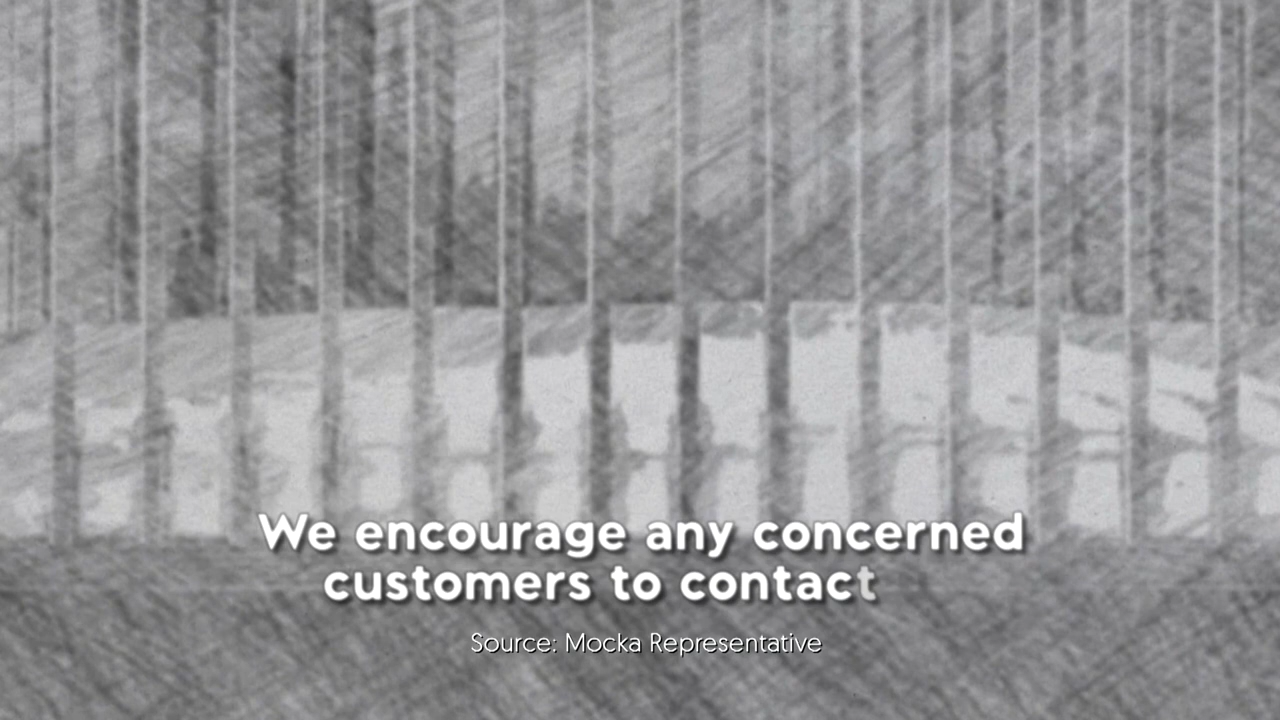 We encourage any concerned
customers to contact
Source: Mocka Representative